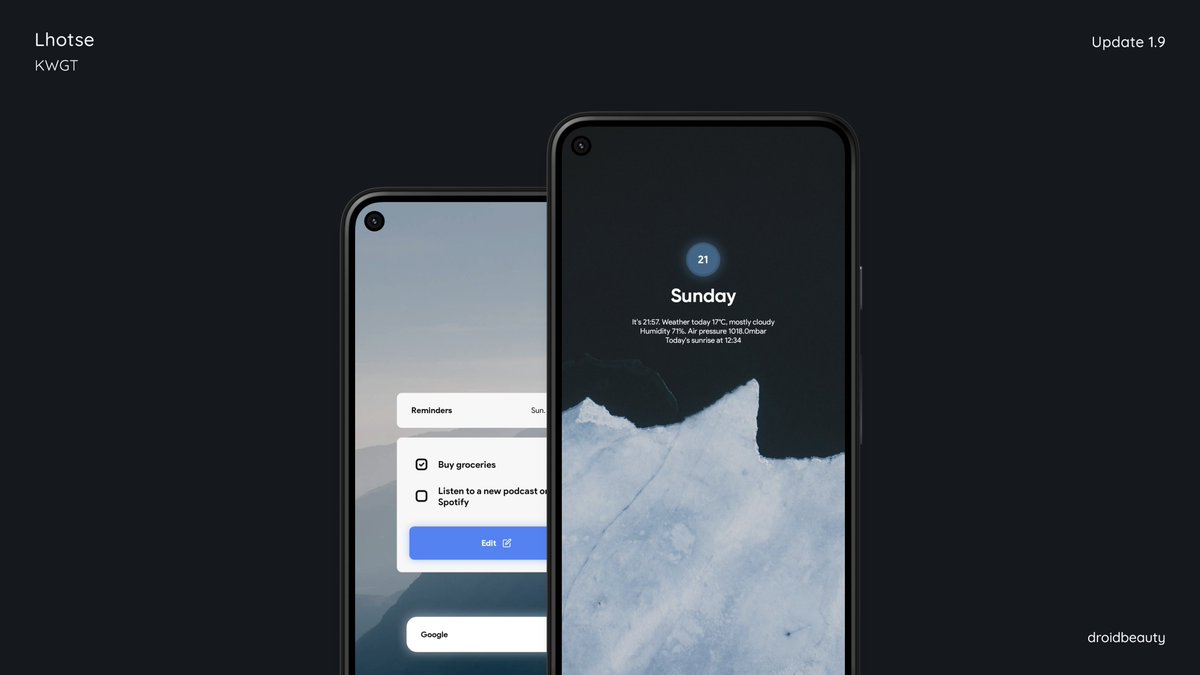 Lhotse
KWGT
Update 1.9
21
Sunday
It's 21:57. Weather today 17°C, mostly cloudy
Humidity 71%. Air pressure 1018.0mbar
Today's sunrise at 12:34
Reminders
Sun.
Buy groceries
Listen to a new podcast on
Spotify
Edit
Google
droidbeauty